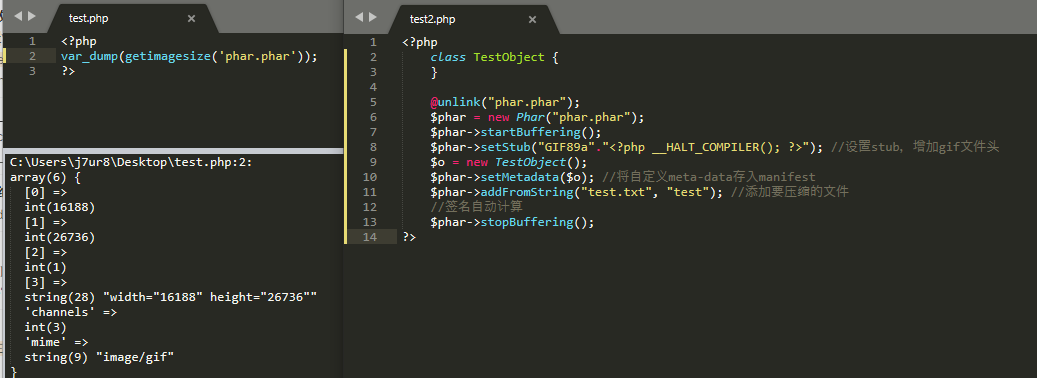 test.php ×
1 <?php
2 var_dump(getimagesize('phar.phar'));
3 ?>
C:\Users\j7ur8\Desktop\test.php:2:
array(6) {
[0] =>
int(16188)
[1] =>
int(26736)
[2] =>
int(1)
[3] =>
string(28) "width="16188" height="26736""
'channels' =>
int(3)
'mime' =>
string(9) "image/gif"
}
test2.php ×
1 <?php
2 class TestObject {
3 }
4
5 @unlink("phar.phar");
6 $phar = new Phar("phar.phar");
7 $phar->startBuffering();
8 $phar->setStub("GIF89a"."<?php __HALT_COMPILER(); ?>"); //设置stub，增加gif文件头
9 $o = new TestObject();
10 $phar->setMetadata($o); //将自定义meta-data存入manifest
11 $phar->addFromString("test.txt", "test"); //添加要压缩的文件
12 //签名自动计算
13 $phar->stopBuffering();
14 ?>